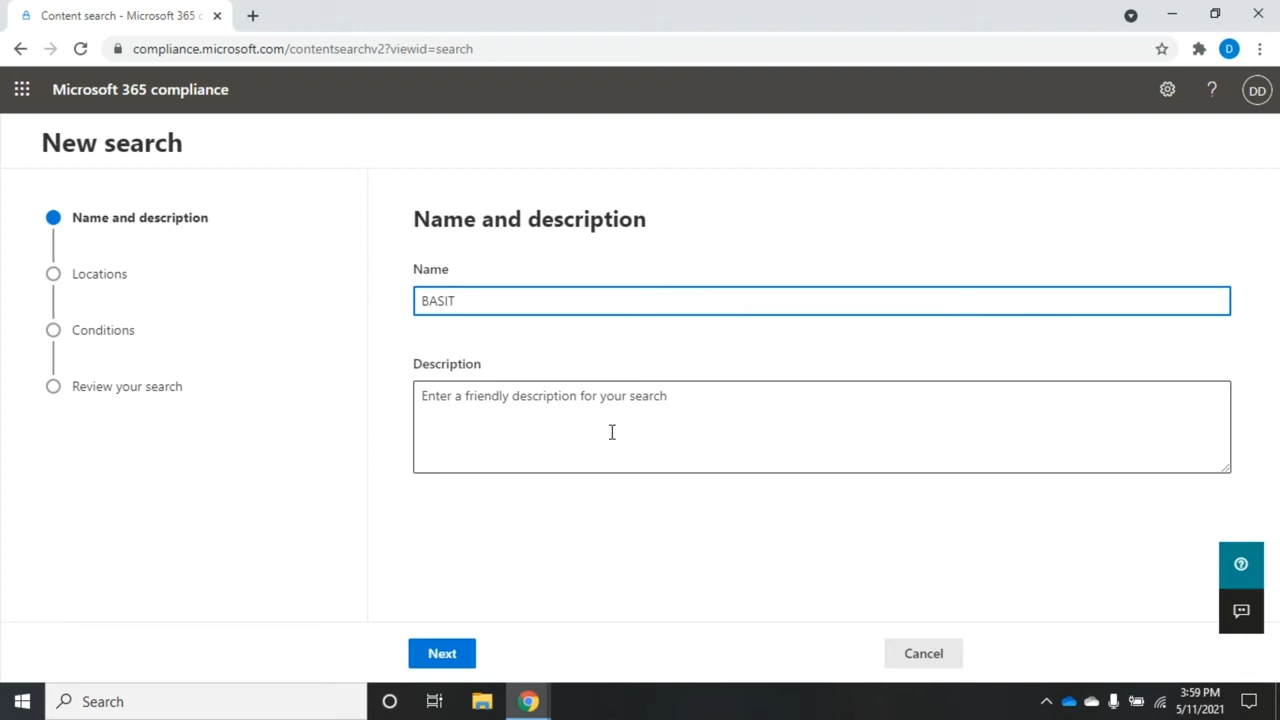 Content search - Microsoft 365 c
compliance.microsoft.com/contentsearchv2?viewid=search
D
Microsoft 365 compliance
?
DD
New search
Name and description
Locations
Conditions
Review your search
Name and description
Name
BASIT
Description
Enter a friendly description for your search
Next
Cancel
Search
3:59 PM
5/11/2021